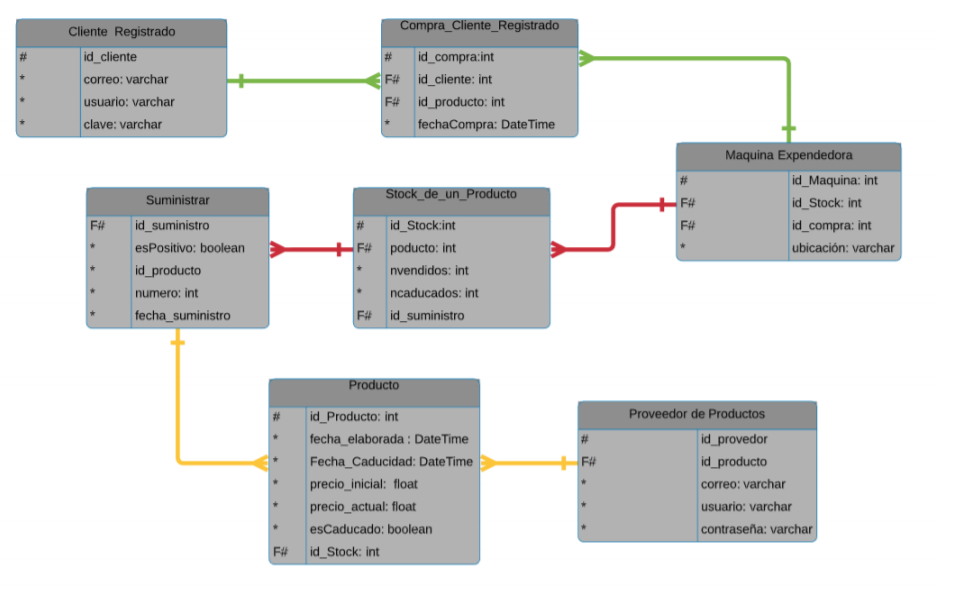 Cliente Registrado
# id_cliente
* correo: varchar
* usuario: varchar
* clave: varchar
Compra_Cliente_Registrado
# id_compra:int
F# id_cliente: int
F# id_producto: int
* fechaCompra: DateTime
Maquina Expendedora
# id_Maquina: int
F# id_Stock: int
F# id_compra: int
* ubicación: varchar
Suministrar
F# id_suministro
* esPositivo: boolean
* id_producto
* numero: int
* fecha_suministro
Stock_de_un_Producto
# id_Stock:int
F# poducto: int
* nvendidos: int
* ncaducados: int
F# id_suministro
Producto
# id_Producto: int
* fecha_elaborada : DateTime
* Fecha_Caducidad: DateTime
* precio_inicial: float
* precio_actual: float
* esCaducado: boolean
F# id_Stock: int
Proveedor de Productos
# id_provedor
F# id_producto
* correo: varchar
* usuario: varchar
* contraseña: varchar